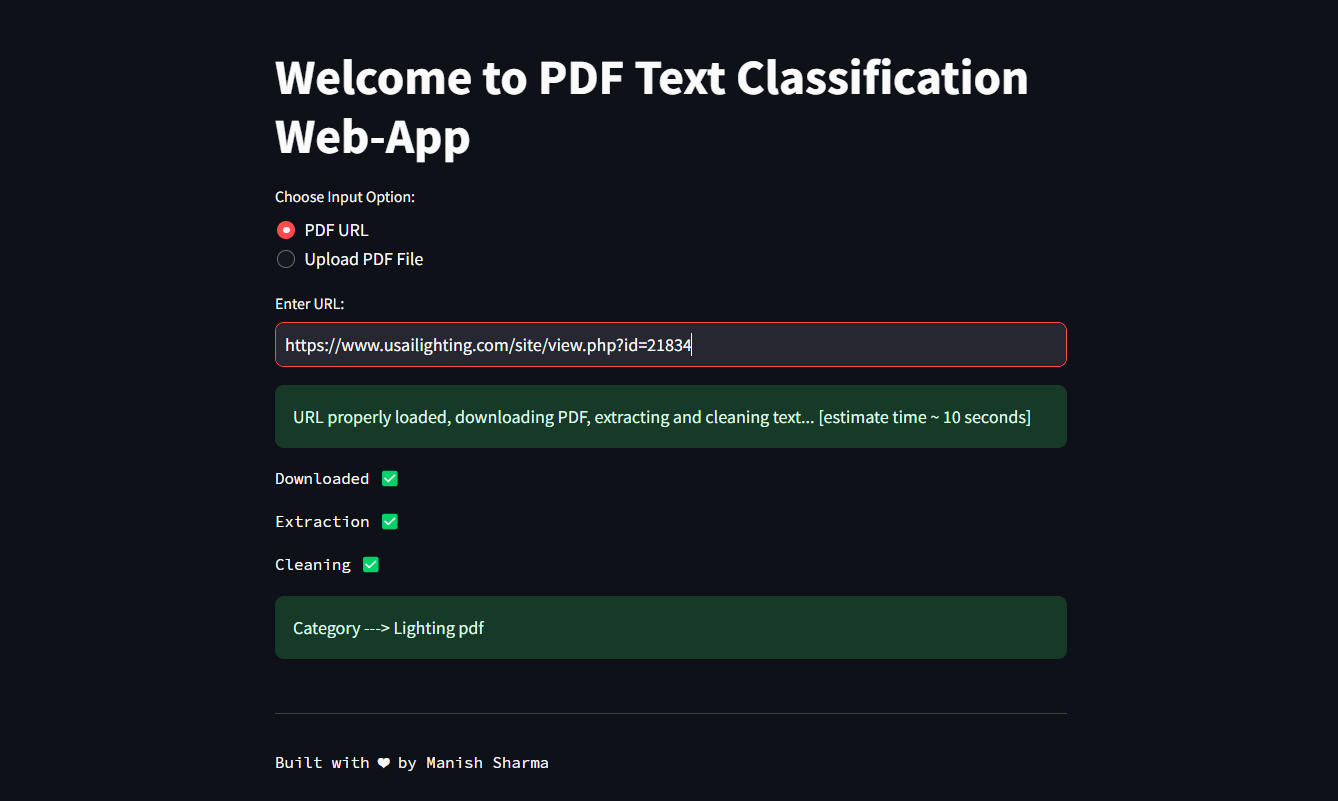 Welcome to PDF Text Classification
Web-App
Choose Input Option:
PDF URL
Upload PDF File
Enter URL:
https://www.usailighting.com/site/view.php?id=21834
URL properly loaded, downloading PDF, extracting and cleaning text... [estimate time ~ 10 seconds]
Downloaded ✅
Extraction ✅
Cleaning ✅
Category ---> Lighting pdf
Built with ❤ by Manish Sharma